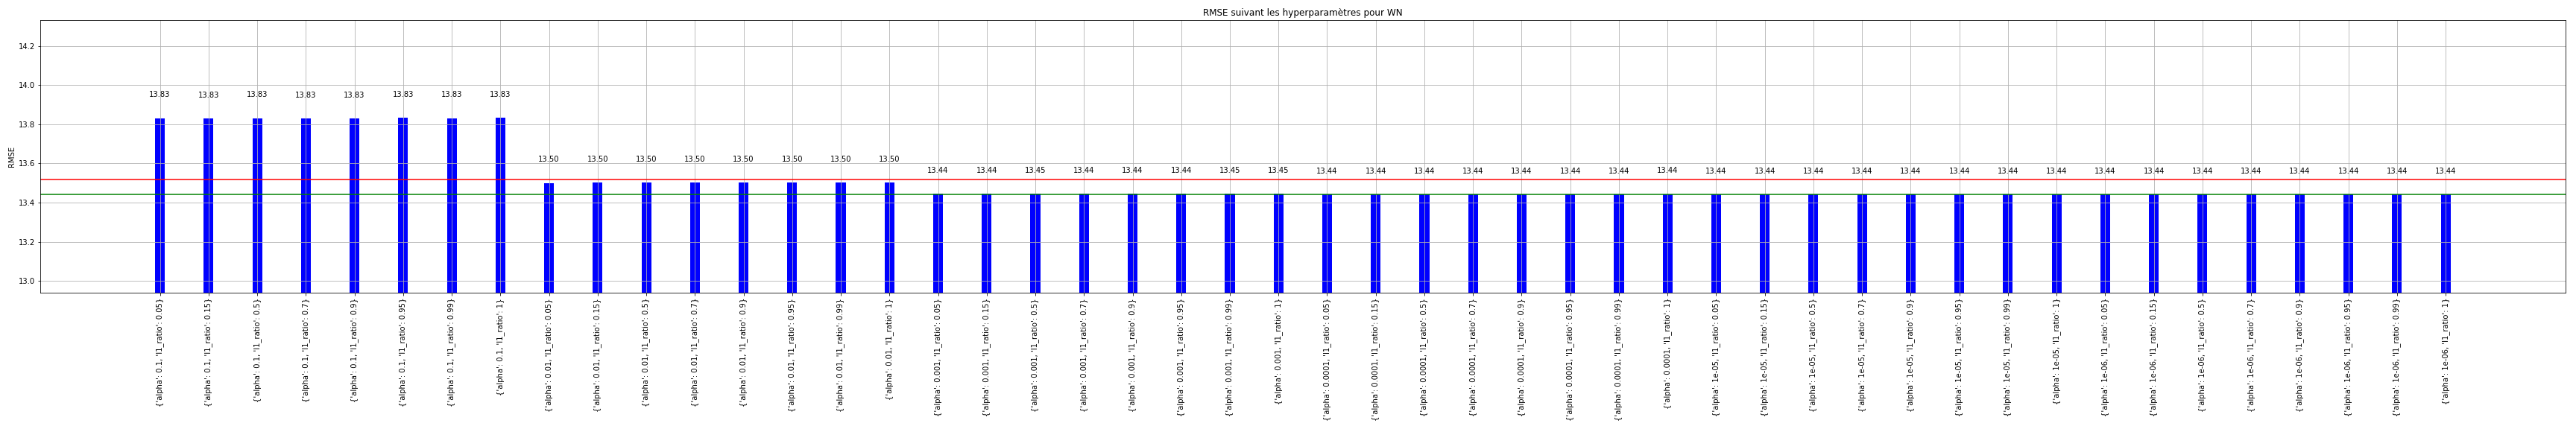 RMSE suivant les hyperparamètres pour WN
14.2
14.0
13.8
13.6
13.4
13.2
13.0
RMSE
13.83 13.83 13.83 13.83 13.83 13.83 13.83 13.83 13.50 13.50 13.50 13.50 13.50 13.50 13.50 13.50 13.44 13.44 13.45 13.44 13.44 13.44 13.45 13.45 13.44 13.44 13.44 13.44 13.44 13.44 13.44 13.44 13.44 13.44 13.44 13.44 13.44 13.44 13.44 13.44 13.44 13.44 13.44 13.44 13.44 13.44 13.44 13.44
{'alpha': 0.1, 'l1_ratio': 0.05}
{'alpha': 0.1, 'l1_ratio': 0.15}
{'alpha': 0.1, 'l1_ratio': 0.5}
{'alpha': 0.1, 'l1_ratio': 0.7}
{'alpha': 0.1, 'l1_ratio': 0.9}
{'alpha': 0.1, 'l1_ratio': 0.95}
{'alpha': 0.1, 'l1_ratio': 0.99}
{'alpha': 0.1, 'l1_ratio': 1}
{'alpha': 0.01, 'l1_ratio': 0.05}
{'alpha': 0.01, 'l1_ratio': 0.15}
{'alpha': 0.01, 'l1_ratio': 0.5}
{'alpha': 0.01, 'l1_ratio': 0.7}
{'alpha': 0.01, 'l1_ratio': 0.9}
{'alpha': 0.01, 'l1_ratio': 0.95}
{'alpha': 0.01, 'l1_ratio': 0.99}
{'alpha': 0.01, 'l1_ratio': 1}
{'alpha': 0.001, 'l1_ratio': 0.05}
{'alpha': 0.001, 'l1_ratio': 0.15}
{'alpha': 0.001, 'l1_ratio': 0.5}
{'alpha': 0.001, 'l1_ratio': 0.7}
{'alpha': 0.001, 'l1_ratio': 0.9}
{'alpha': 0.001, 'l1_ratio': 0.95}
{'alpha': 0.001, 'l1_ratio': 0.99}
{'alpha': 0.001, 'l1_ratio': 1}
{'alpha': 0.0001, 'l1_ratio': 0.05}
{'alpha': 0.0001, 'l1_ratio': 0.15}
{'alpha': 0.0001, 'l1_ratio': 0.5}
{'alpha': 0.0001, 'l1_ratio': 0.7}
{'alpha': 0.0001, 'l1_ratio': 0.9}
{'alpha': 0.0001, 'l1_ratio': 0.95}
{'alpha': 0.0001, 'l1_ratio': 0.99}
{'alpha': 0.0001, 'l1_ratio': 1}
{'alpha': 1e-05, 'l1_ratio': 0.05}
{'alpha': 1e-05, 'l1_ratio': 0.15}
{'alpha': 1e-05, 'l1_ratio': 0.5}
{'alpha': 1e-05, 'l1_ratio': 0.7}
{'alpha': 1e-05, 'l1_ratio': 0.9}
{'alpha': 1e-05, 'l1_ratio': 0.95}
{'alpha': 1e-05, 'l1_ratio': 0.99}
{'alpha': 1e-05, 'l1_ratio': 1}
{'alpha': 1e-06, 'l1_ratio': 0.05}
{'alpha': 1e-06, 'l1_ratio': 0.15}
{'alpha': 1e-06, 'l1_ratio': 0.5}
{'alpha': 1e-06, 'l1_ratio': 0.7}
{'alpha': 1e-06, 'l1_ratio': 0.9}
{'alpha': 1e-06, 'l1_ratio': 0.95}
{'alpha': 1e-06, 'l1_ratio': 0.99}
{'alpha': 1e-06, 'l1_ratio': 1}